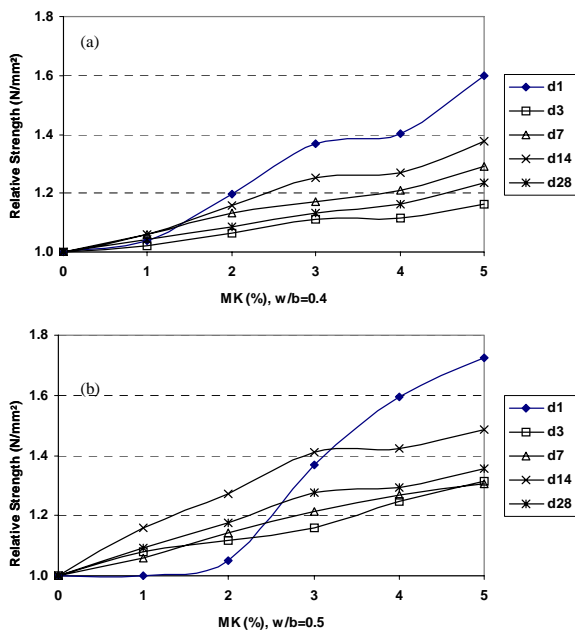 (a)
Relative Strength (N/mm²)
1.8
1.6
1.4
1.2
1.0
0 1 2 3 4 5
MK (%), w/b=0.4
d1
d3
d7
d14
d28
(b)
Relative Strength (N/mm²)
1.8
1.6
1.4
1.2
1.0
0 1 2 3 4 5
MK (%), w/b=0.5
d1
d3
d7
d14
d28